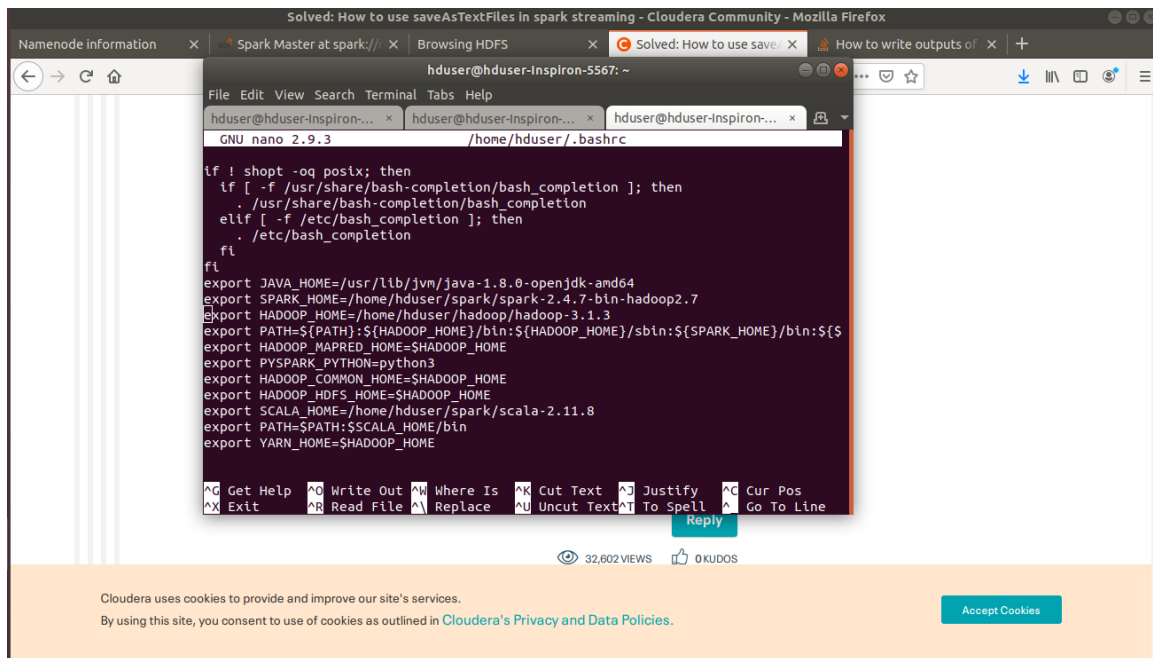 Solved: How to use saveAsTextFiles in spark streaming - Cloudera Community - Mozilla Firefox
Namenode information
Spark Master at spark://
Browsing HDFS
Solved: How to use save
How to write outputs of
hduser@hduser-Inspiron-5567: ~
File Edit View Search Terminal Tabs Help
hduser@hduser-Inspiron-...
hduser@hduser-Inspiron-...
hduser@hduser-Inspiron-...
GNU nano 2.9.3 /home/hduser/.bashrc
if ! shopt -oq posix; then
if [ -f /usr/share/bash-completion/bash_completion ]; then
. /usr/share/bash-completion/bash_completion
elif [ -f /etc/bash_completion ]; then
. /etc/bash_completion
fi
fi
export JAVA_HOME=/usr/lib/jvm/java-1.8.0-openjdk-amd64
export SPARK_HOME=/home/hduser/spark/spark-2.4.7-bin-hadoop2.7
export HADOOP_HOME=/home/hduser/hadoop/hadoop-3.1.3
export PATH=${PATH}:${HADOOP_HOME}/bin:${HADOOP_HOME}/sbin:${SPARK_HOME}/bin:${$
export HADOOP_MAPRED_HOME=$HADOOP_HOME
export PYSPARK_PYTHON=python3
export HADOOP_COMMON_HOME=$HADOOP_HOME
export HADOOP_HDFS_HOME=$HADOOP_HOME
export SCALA_HOME=/home/hduser/spark/scala-2.11.8
export PATH=$PATH:$SCALA_HOME/bin
export YARN_HOME=$HADOOP_HOME
^G Get Help ^O Write Out ^W Where Is ^K Cut Text ^J Justify ^C Cur Pos
^X Exit ^R Read File ^\ Replace ^U Uncut Text ^T To Spell ^_ Go To Line
Reply
32,602 VIEWS 0 KUDOS
Cloudera uses cookies to provide and improve our site's services.
By using this site, you consent to use of cookies as outlined in Cloudera's Privacy and Data Policies.
Accept Cookies